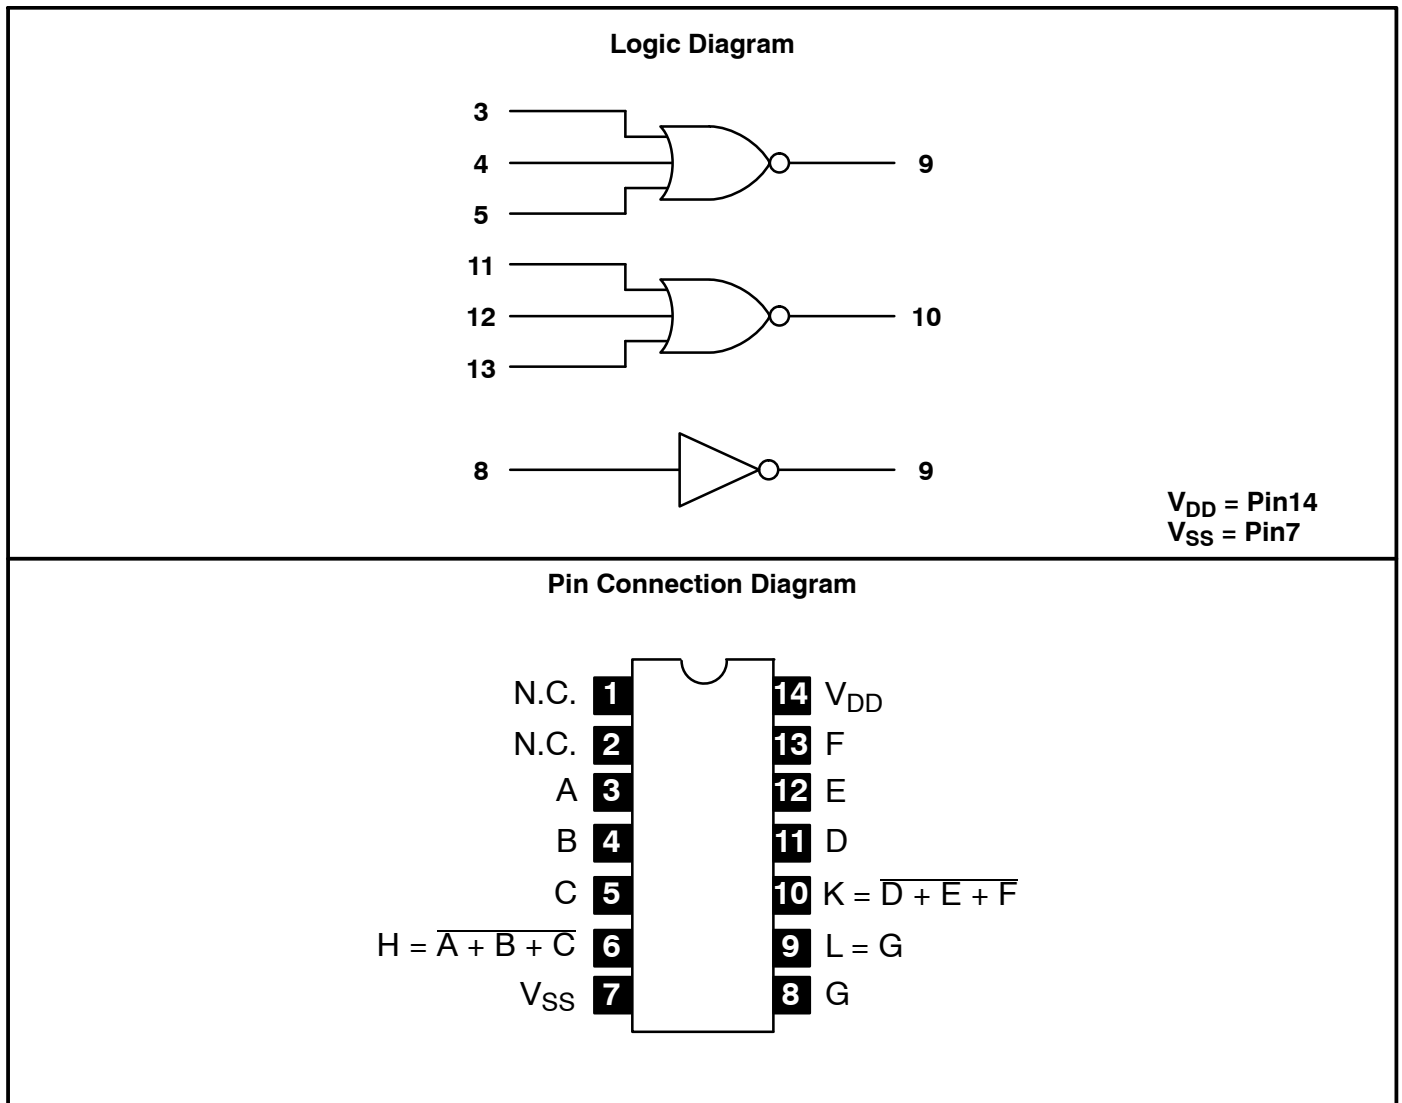 Logic Diagram
3
4
5
9
11
12
13
10
8
9
VDD = Pin14
VSS = Pin7
Pin Connection Diagram
N.C. 1 14 VDD
N.C. 2 13 F
A 3 12 E
B 4 11 D
C 5 10 K = D̅ ̅+̅ ̅E̅ ̅+̅ ̅F̅
H = A̅ ̅+̅ ̅B̅ ̅+̅ ̅C̅ 6 9 L = G
VSS 7 8 G